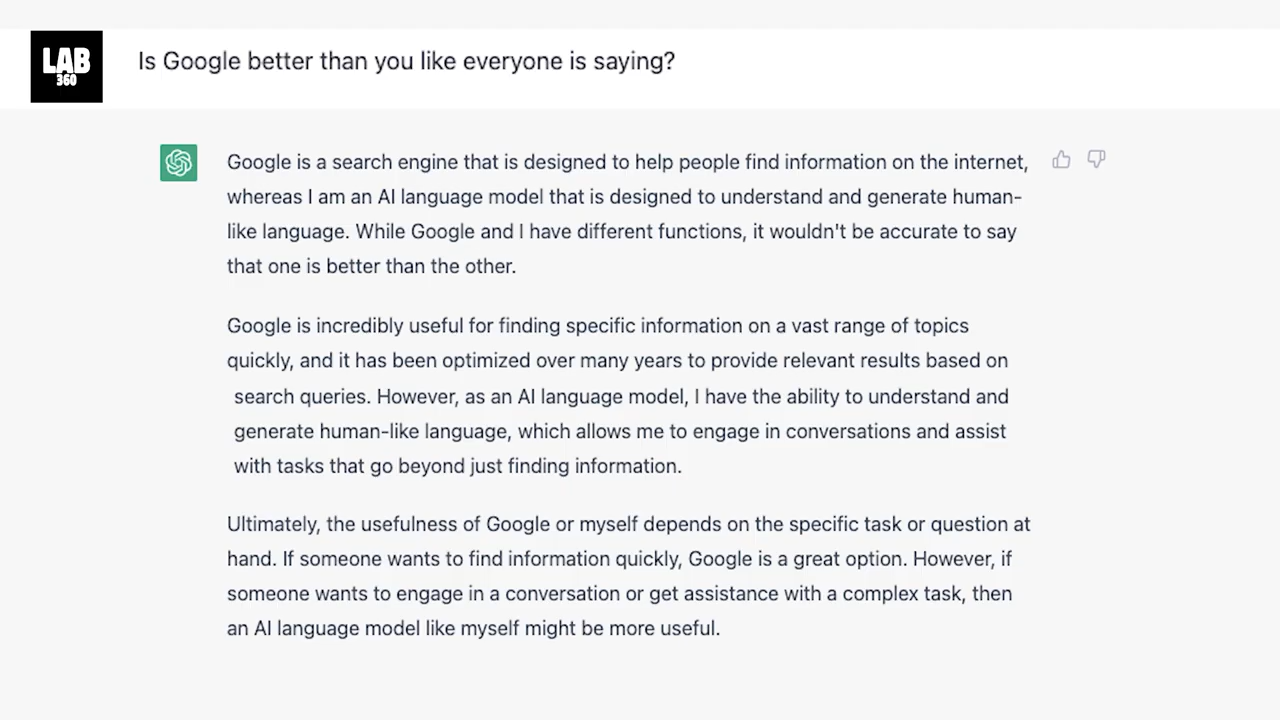 LAB
360
Is Google better than you like everyone is saying?
Google is a search engine that is designed to help people find information on the internet,
whereas I am an AI language model that is designed to understand and generate human-
like language. While Google and I have different functions, it wouldn't be accurate to say
that one is better than the other.
Google is incredibly useful for finding specific information on a vast range of topics
quickly, and it has been optimized over many years to provide relevant results based on
search queries. However, as an AI language model, I have the ability to understand and
generate human-like language, which allows me to engage in conversations and assist
with tasks that go beyond just finding information.
Ultimately, the usefulness of Google or myself depends on the specific task or question at
hand. If someone wants to find information quickly, Google is a great option. However, if
someone wants to engage in a conversation or get assistance with a complex task, then
an AI language model like myself might be more useful.